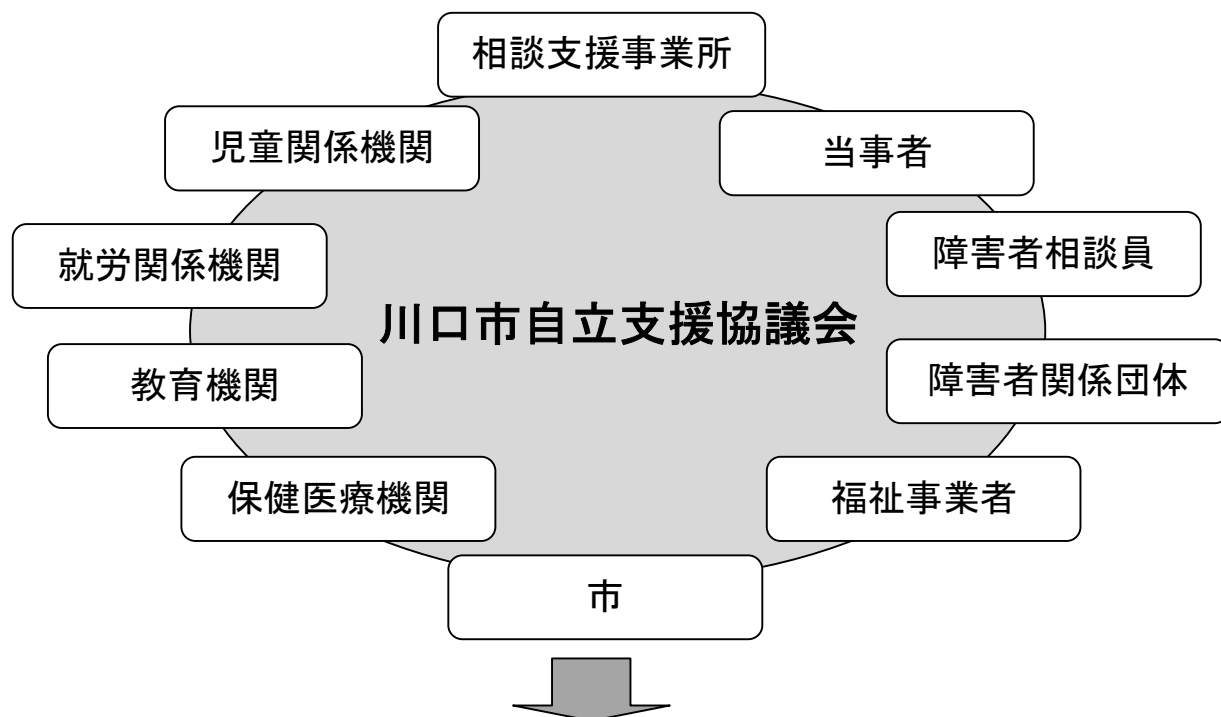 相談支援事業所
児童関係機関
当事者
就労関係機関
障害者相談員
川口市自立支援協議会
教育機関
障害者関係団体
保健医療機関
福祉事業者
市